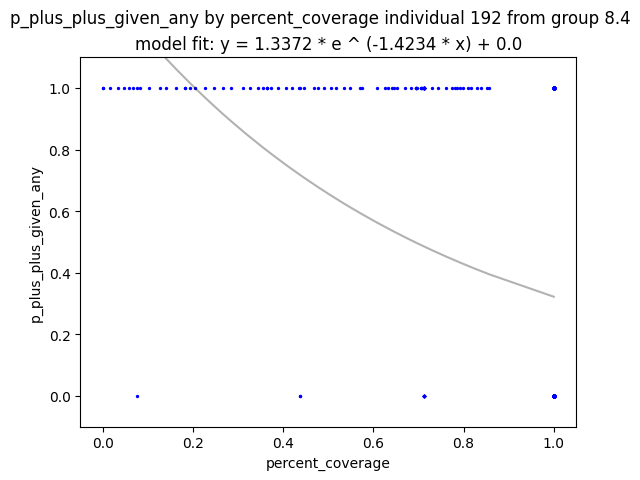 p_plus_plus_given_any by percent_coverage individual 192 from group 8.4
model fit: y = 1.3372 * e ^ (-1.4234 * x) + 0.0
1.0
0.8
0.6
0.4
0.2
0.0
p_plus_plus_given_any
0.0 0.2 0.4 0.6 0.8 1.0
percent_coverage